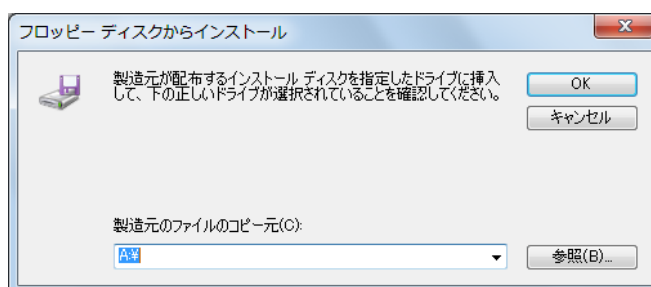 フロッピー ディスクからインストール
製造元が配布するインストール ディスクを指定したドライブに挿入
して、下の正しいドライブが選択されていることを確認してください。
OK
キャンセル
製造元のファイルのコピー元(C):
A:¥
参照(B)...